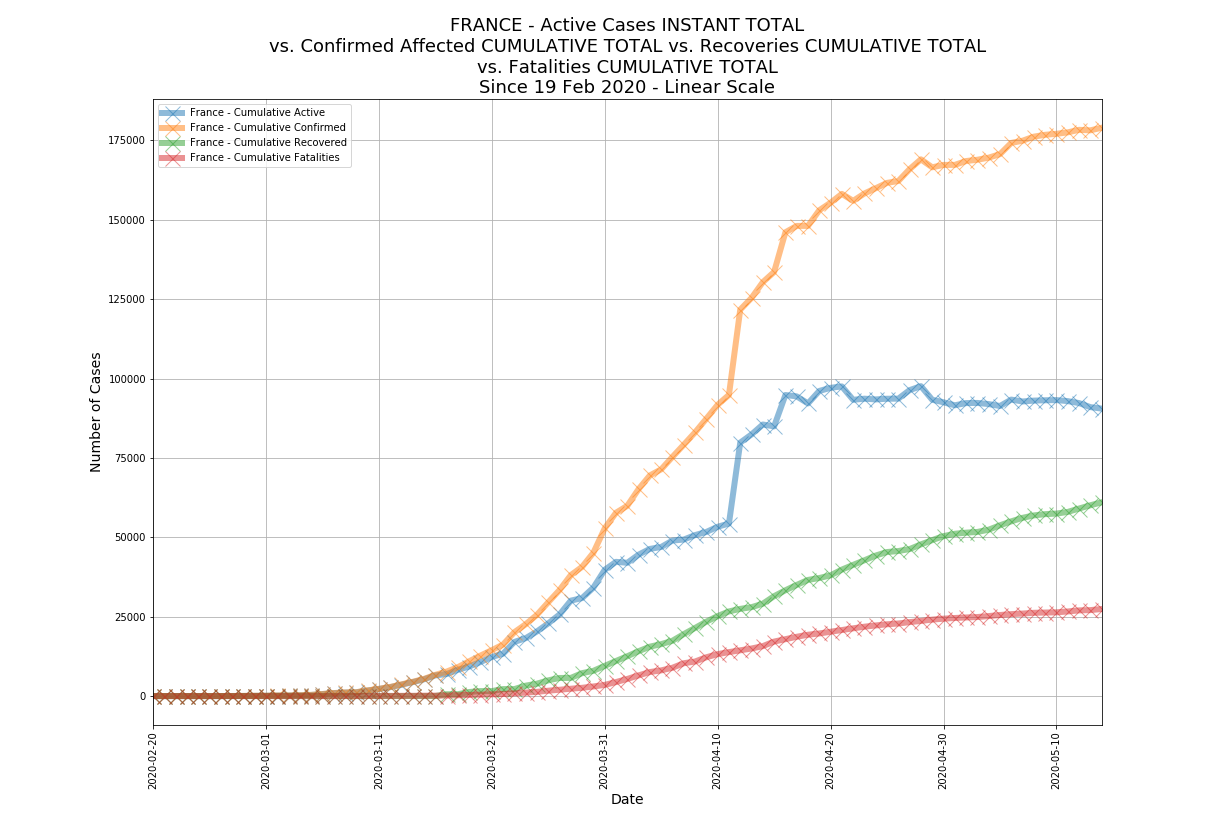 FRANCE - Active Cases INSTANT TOTAL
vs. Confirmed Affected CUMULATIVE TOTAL vs. Recoveries CUMULATIVE TOTAL
vs. Fatalities CUMULATIVE TOTAL
Since 19 Feb 2020 - Linear Scale
France - Cumulative Active
France - Cumulative Confirmed
France - Cumulative Recovered
France - Cumulative Fatalities
Number of Cases
175000
150000
125000
100000
75000
50000
25000
0
2020-02-20
2020-03-01
2020-03-11
2020-03-21
2020-03-31
2020-04-10
2020-04-20
2020-04-30
2020-05-10
Date